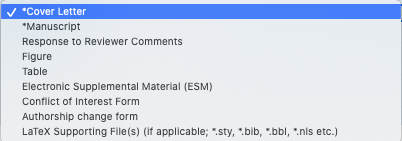 ✓ *Cover Letter
*Manuscript
Response to Reviewer Comments
Figure
Table
Electronic Supplemental Material (ESM)
Conflict of Interest Form
Authorship change form
LaTeX Supporting File(s) (if applicable; *.sty, *.bib, *.bbl, *.nls etc.)